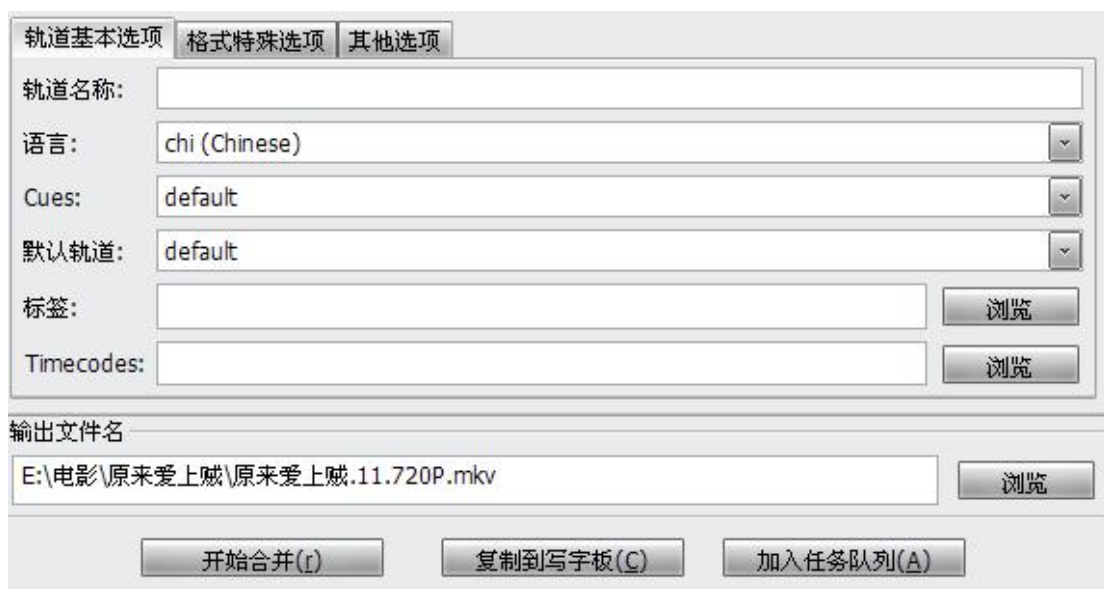 轨道基本选项 格式特殊选项 其他选项
轨道名称:
语言: chi (Chinese)
Cues: default
默认轨道: default
标签: 浏览
Timecodes: 浏览
输出文件名
E:\电影\原来爱上贼\原来爱上贼.11.720P.mkv 浏览
开始合并(r) 复制到写字板(C) 加入任务队列(A)